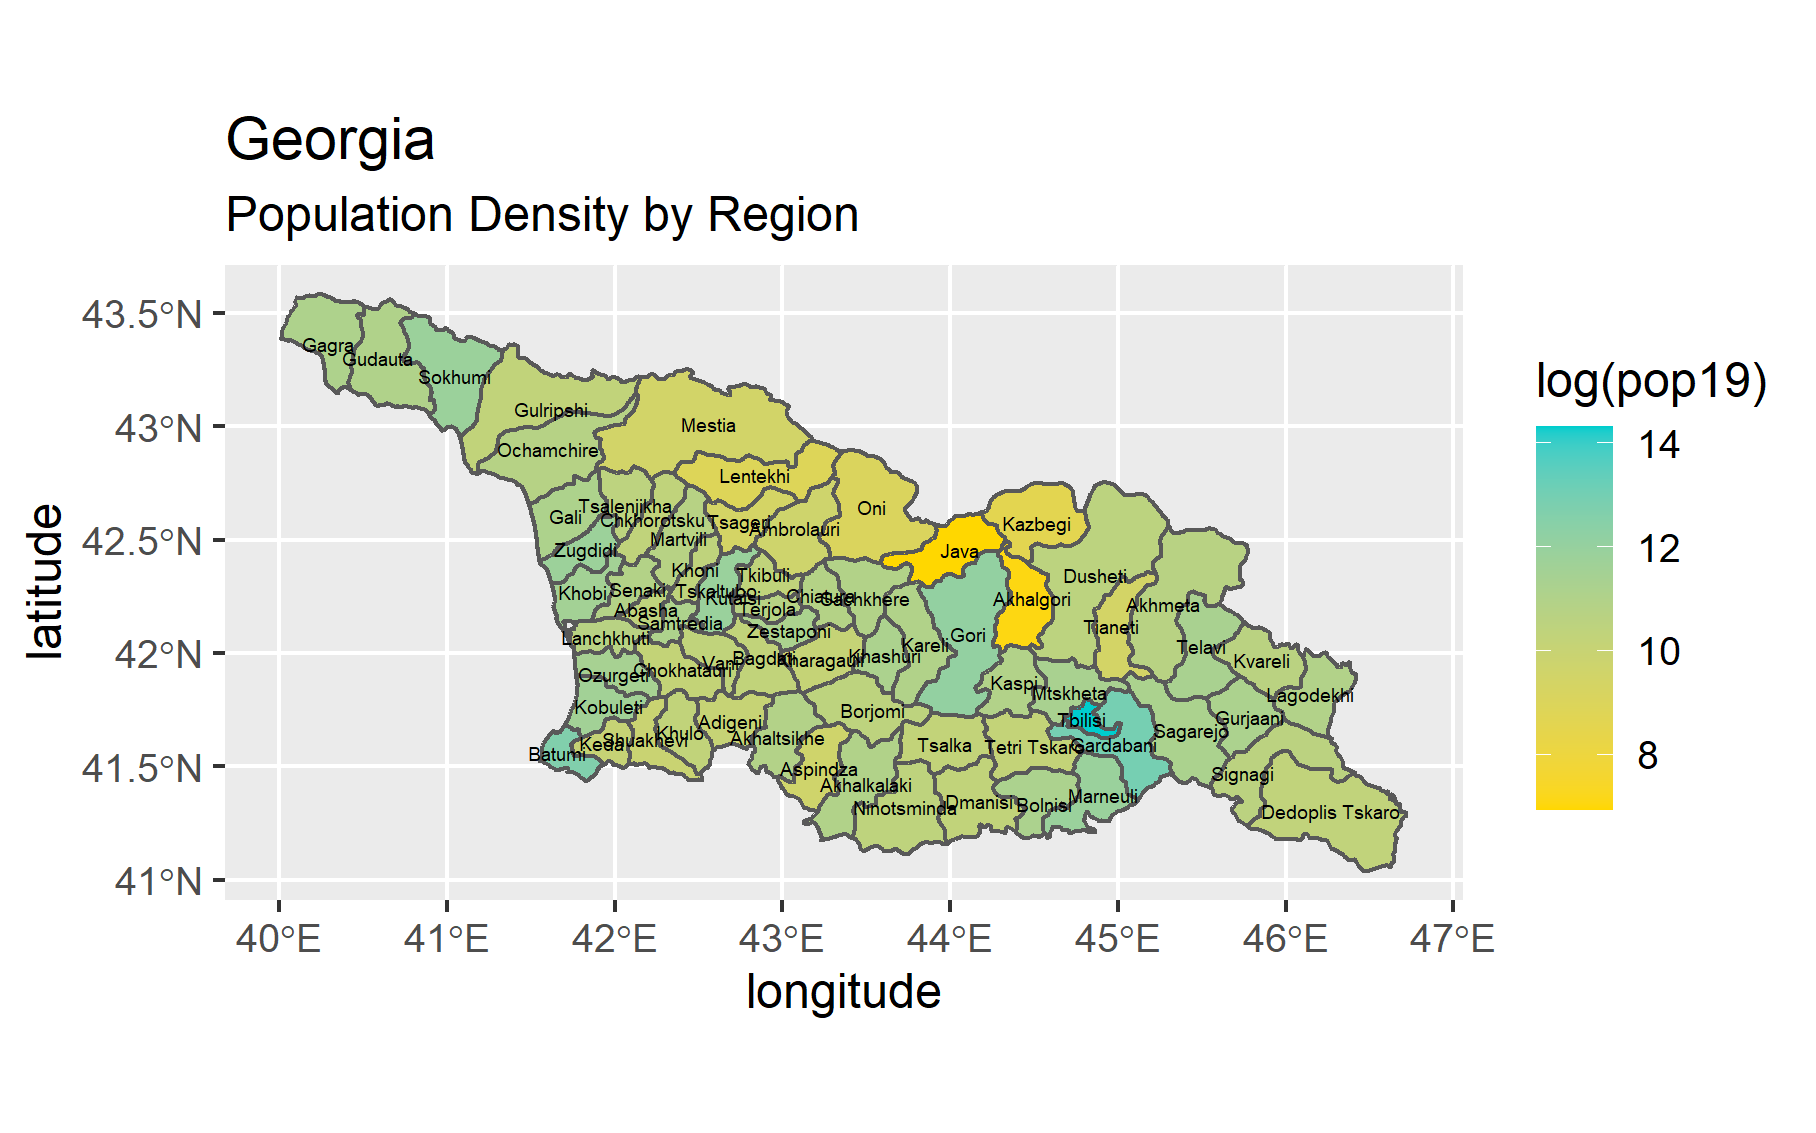 Georgia
Population Density by Region
log(pop19)
14
12
10
8
latitude
43.5°N
43°N
42.5°N
42°N
41.5°N
41°N
40°E
41°E
42°E
43°E
44°E
45°E
46°E
47°E
longitude
Gagra
Gudauta
Sokhumi
Gulripshi
Mestia
Ochamchire
Lentekhi
Tsalenjikha
Oni
Gali
Chkhorotsku
Tsageri
Ambrolauri
Kazbegi
Martvili
Zugdidi
Java
Khoni
Tkibuli
Dusheti
Khobi
Senaki
Tskaltubo
Kutaisi
Chiatura
Sachkhere
Akhalgori
Akhmeta
Abasha
Terjola
Samtredia
Tianeti
Lanchkhuti
Zestaponi
Gori
Kareli
Telavi
Ozurgeti
Chokhatauri
Vani
Bagdati
Kharagauli
Khashuri
Kvareli
Kaspi
Mtskheta
Lagodekhi
Kobuleti
Borjomi
Tbilisi
Gurjaani
Adigeni
Khulo
Shuakhevi
Keda
Batumi
Akhaltsikhe
Tsalka
Tetri Tskaro
Gardabani
Sagarejo
Aspindza
Signagi
Akhalkalaki
Ninotsminda
Dmanisi
Bolnisi
Marneuli
Dedoplis Tskaro